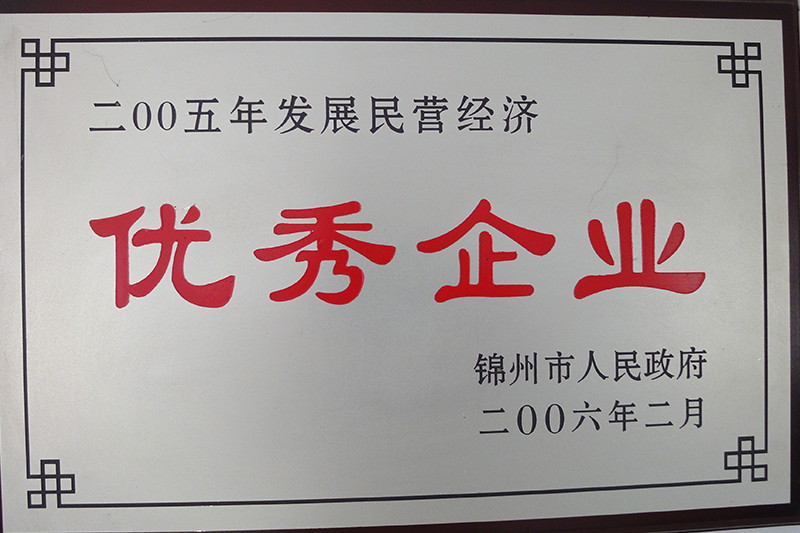 二00五年发展民营经济
优秀企业
锦州市人民政府
二00六年二月